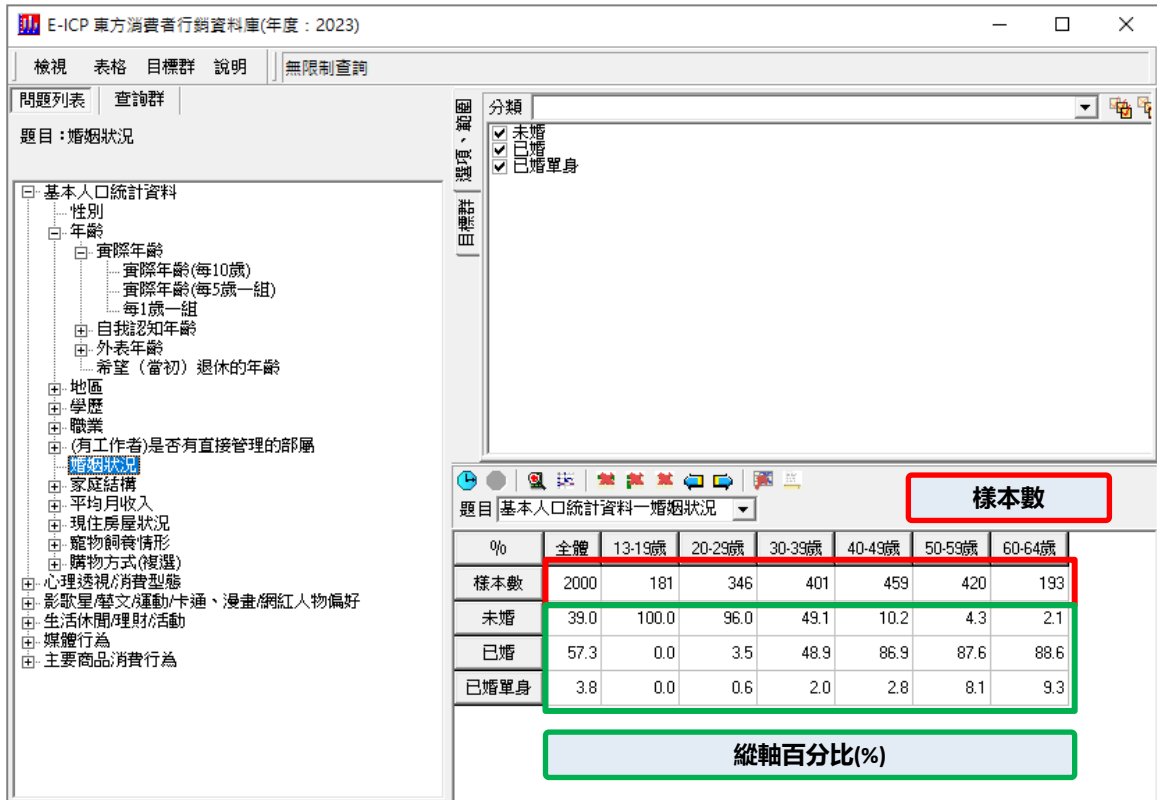 E-ICP 東方消費者行銷資料庫(年度：2023)
檢視 表格 目標群 說明 無限制查詢
問題列表 查詢群
題目：婚姻狀況
基本人口統計資料
性別
年齡
實際年齡
實際年齡(每10歲)
實際年齡(每5歲一組)
每1歲一組
自我認知年齡
外表年齡
希望（當初）退休的年齡
地區
學歷
職業
(有工作者)是否有直接管理的部屬
婚姻狀況
家庭結構
平均月收入
現住房屋狀況
寵物飼養情形
購物方式(複選)
心理透視/消費型態
影歌星/藝文/運動/卡通、漫畫/網紅人物偏好
生活休閒/理財/活動
媒體行為
主要商品消費行為
選項、範圍
目標群
分類
未婚
已婚
已婚單身
題目 基本人口統計資料－婚姻狀況
樣本數
% 全體 13-19歲 20-29歲 30-39歲 40-49歲 50-59歲 60-64歲
樣本數 2000 181 346 401 459 420 193
未婚 39.0 100.0 96.0 49.1 10.2 4.3 2.1
已婚 57.3 0.0 3.5 48.9 86.9 87.6 88.6
已婚單身 3.8 0.0 0.6 2.0 2.8 8.1 9.3
縱軸百分比(%)